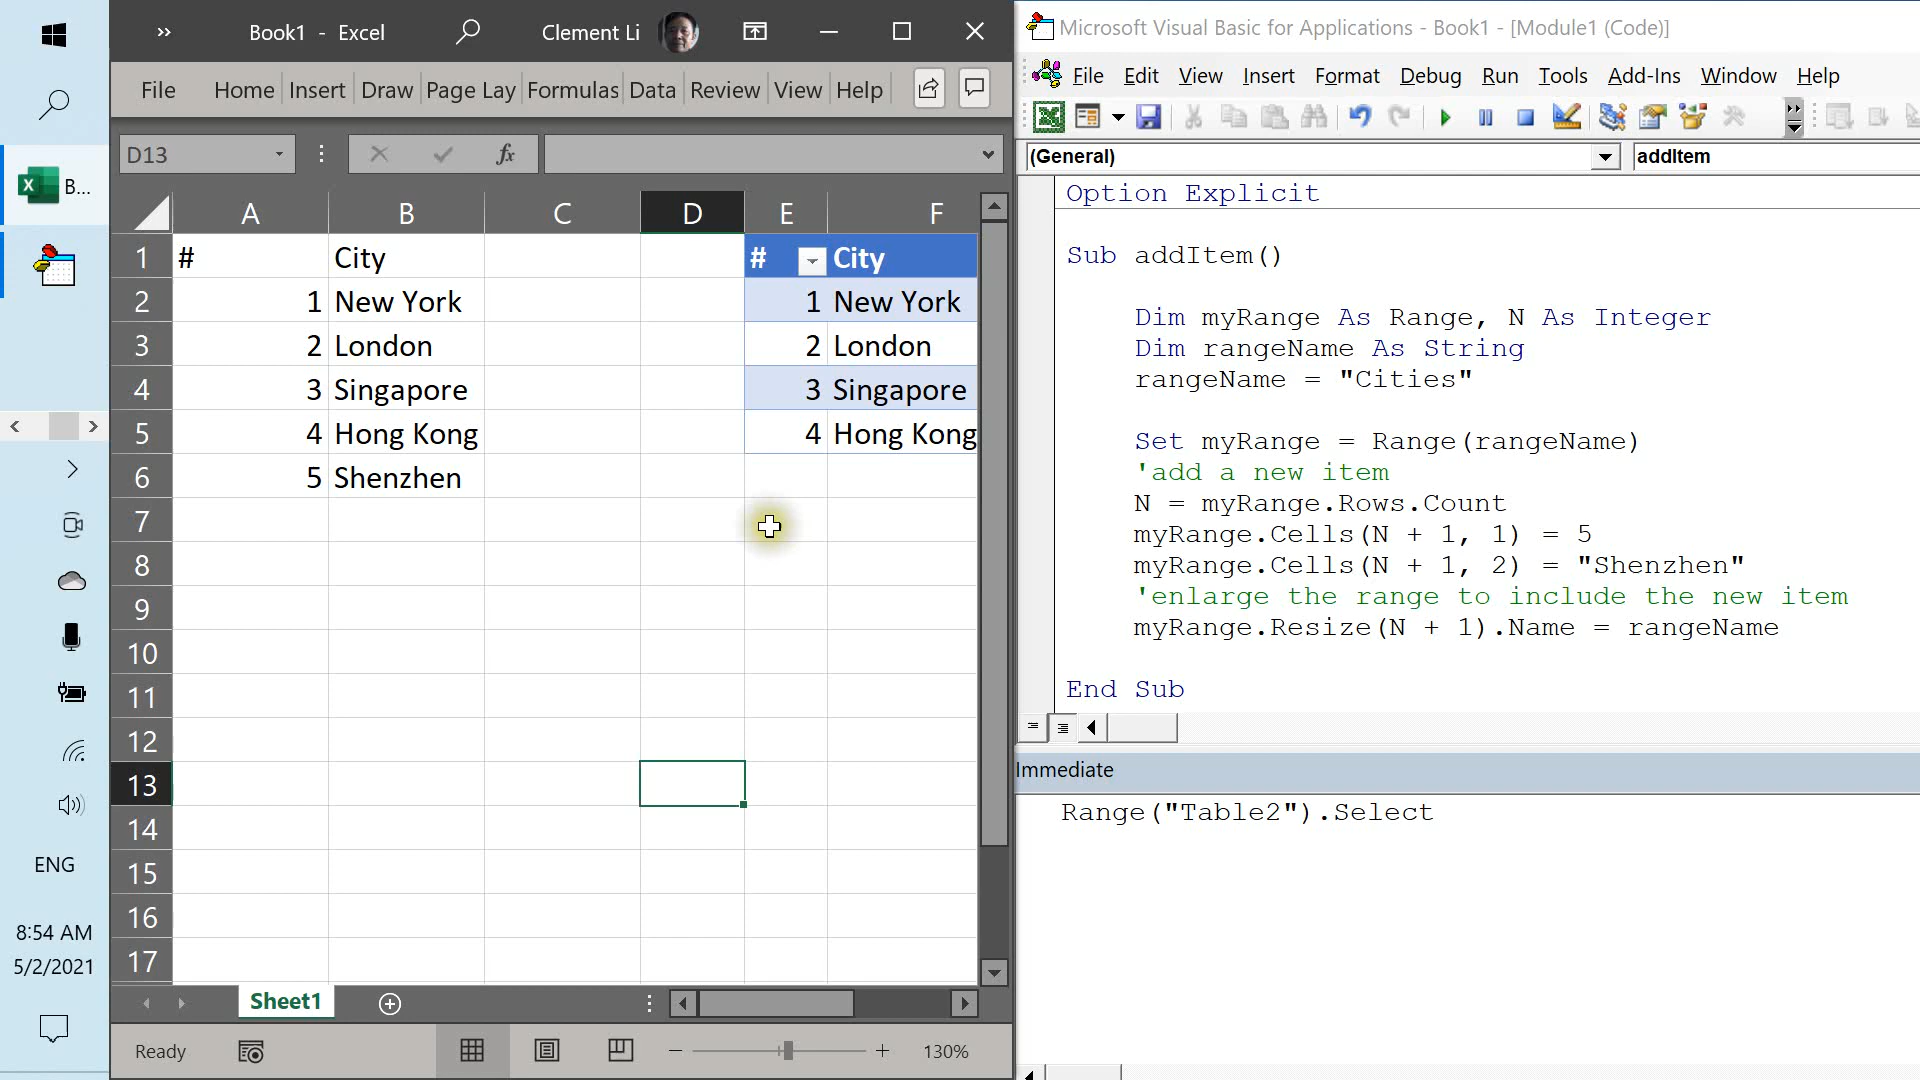 Book1 - Excel
Clement Li
File Home Insert Draw Page Lay Formulas Data Review View Help
D13
fx
A B C D E F
1 # City # City
2 1 New York 1 New York
3 2 London 2 London
4 3 Singapore 3 Singapore
5 4 Hong Kong 4 Hong Kong
6 5 Shenzhen
7
8
9
10
11
12
13
14
15
16
17
Sheet1
Ready
130%
B...
ENG
8:54 AM
5/2/2021
Microsoft Visual Basic for Applications - Book1 - [Module1 (Code)]
File Edit View Insert Format Debug Run Tools Add-Ins Window Help
(General)
addItem
Option Explicit
Sub addItem()
Dim myRange As Range, N As Integer
Dim rangeName As String
rangeName = "Cities"
Set myRange = Range(rangeName)
'add a new item
N = myRange.Rows.Count
myRange.Cells(N + 1, 1) = 5
myRange.Cells(N + 1, 2) = "Shenzhen"
'enlarge the range to include the new item
myRange.Resize(N + 1).Name = rangeName
End Sub
Immediate
Range("Table2").Select